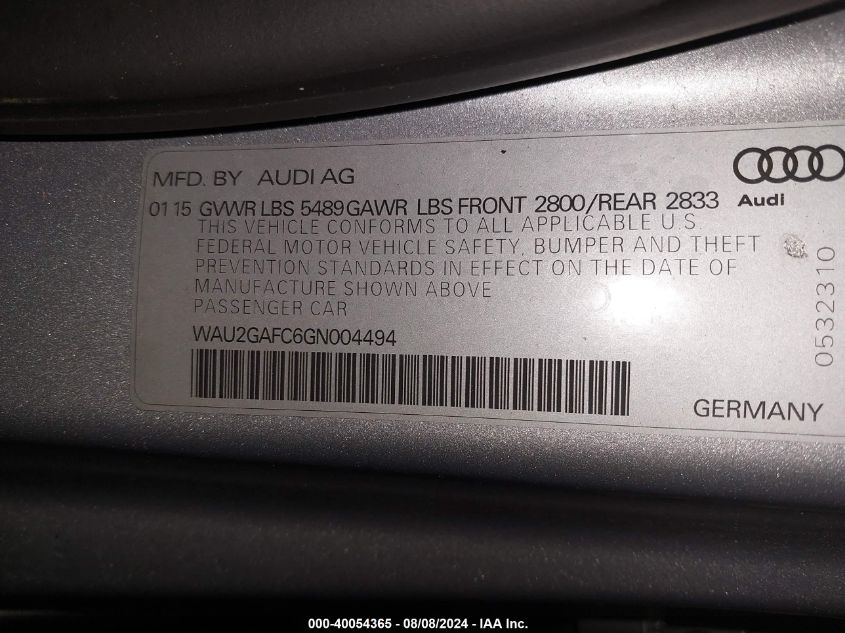 MFD. BY AUDI AG
Audi
01 15 GVWR LBS 5489 GAWR LBS FRONT 2800/REAR 2833
THIS VEHICLE CONFORMS TO ALL APPLICABLE U.S.
FEDERAL MOTOR VEHICLE SAFETY, BUMPER AND THEFT
PREVENTION STANDARDS IN EFFECT ON THE DATE OF
MANUFACTURE SHOWN ABOVE
PASSENGER CAR
WAU2GAFC6GN004494
GERMANY
0532310
000-40054365 - 08/08/2024 - IAA Inc.